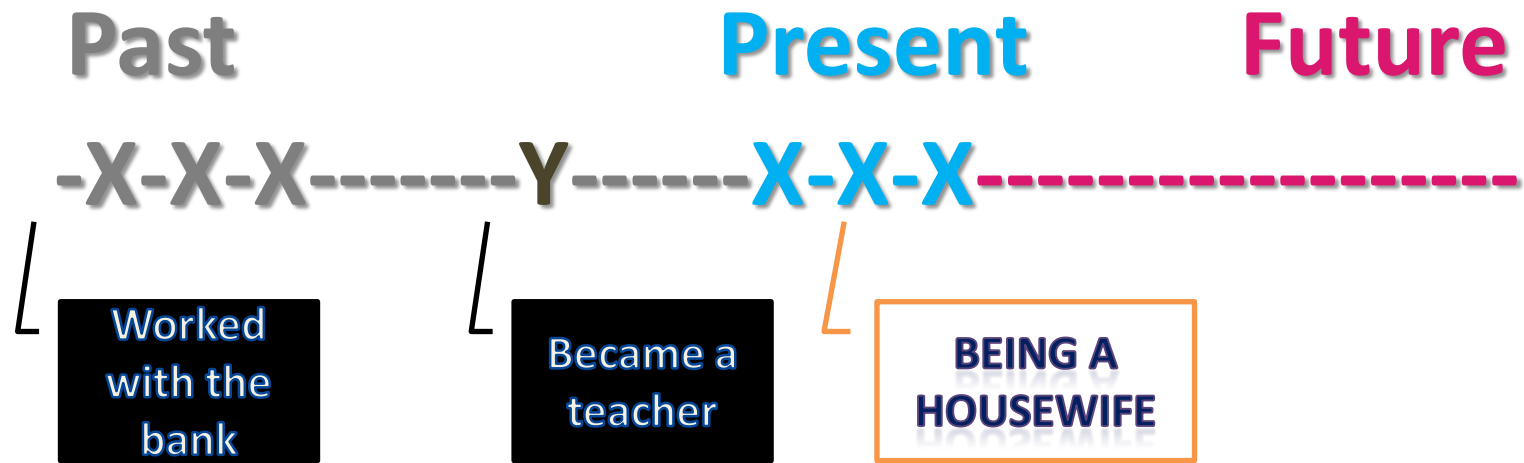 Past Present Future
-X-X-X-------Y------X-X-X------------------
Worked
with the
bank
Became a
teacher
BEING A
HOUSEWIFE